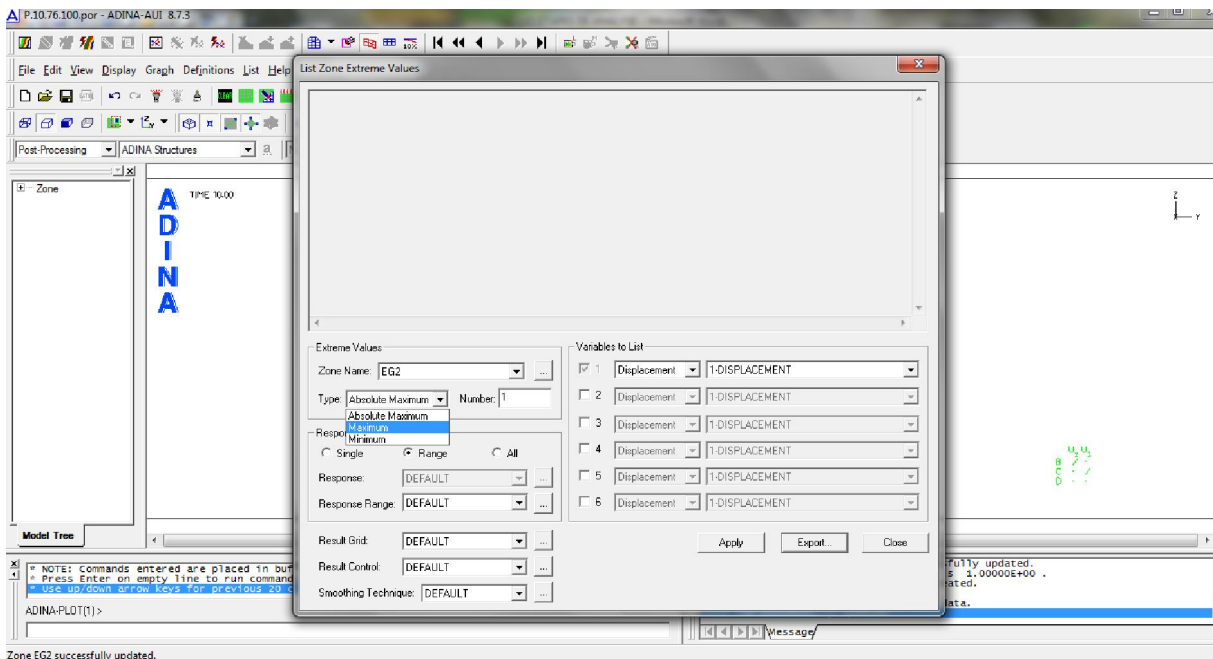 P.10.76.100.por - ADINA-AUI 8.7.3
File Edit View Display Graph Definitions List Help
Post-Processing
ADINA Structures
Zone
ADINA
TIME 10.00
Z
Y
Model Tree
List Zone Extreme Values
Extreme Values
Zone Name: EG2 ...
Type: Absolute Maximum Number: 1
Absolute Maximum
Maximum
Minimum
Respo
Single Range All
Response: DEFAULT ...
Response Range: DEFAULT ...
Result Grid: DEFAULT ...
Result Control: DEFAULT ...
Smoothing Technique: DEFAULT ...
Variables to List
1 Displacement 1-DISPLACEMENT
2 Displacement 1-DISPLACEMENT
3 Displacement 1-DISPLACEMENT
4 Displacement 1-DISPLACEMENT
5 Displacement 1-DISPLACEMENT
6 Displacement 1-DISPLACEMENT
Apply Export... Close
B
C
D
* NOTE: Commands entered are placed in buf
* Press Enter on empty line to run command
* Use up/down arrow keys for previous 20 c
ADINA-PLOT(1)>
fully updated.
s 1.00000E+00 .
eated.
data.
Message
Zone EG2 successfully updated.